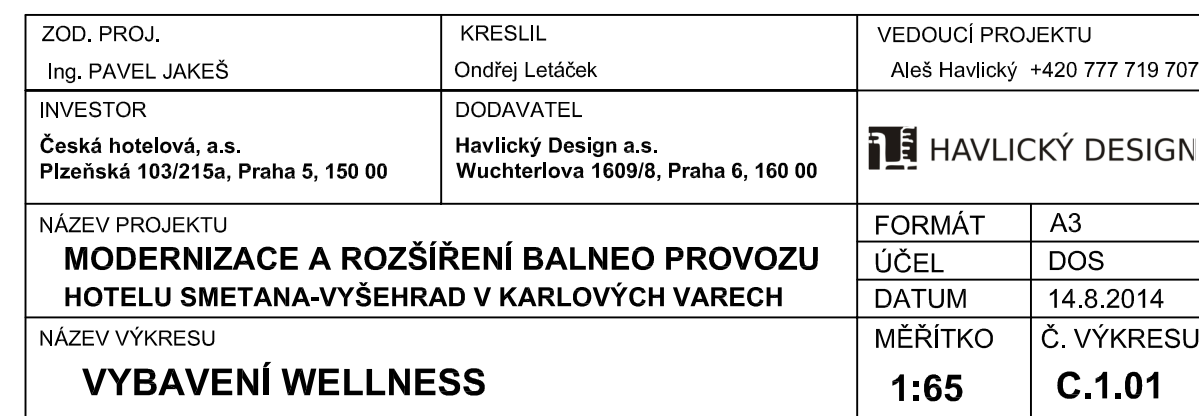 ZOD. PROJ.
Ing. PAVEL JAKEŠ
KRESLIL
Ondřej Letáček
VEDOUCÍ PROJEKTU
Aleš Havlický +420 777 719 707
INVESTOR
Česká hotelová, a.s.
Plzeňská 103/215a, Praha 5, 150 00
DODAVATEL
Havlický Design a.s.
Wuchterlova 1609/8, Praha 6, 160 00
HAVLICKÝ DESIGN
NÁZEV PROJEKTU
MODERNIZACE A ROZŠÍŘENÍ BALNEO PROVOZU
HOTELU SMETANA-VYŠEHRAD V KARLOVÝCH VARECH
FORMÁT A3
ÚČEL DOS
DATUM 14.8.2014
NÁZEV VÝKRESU
VYBAVENÍ WELLNESS
MĚŘÍTKO
1:65
Č. VÝKRESU
C.1.01